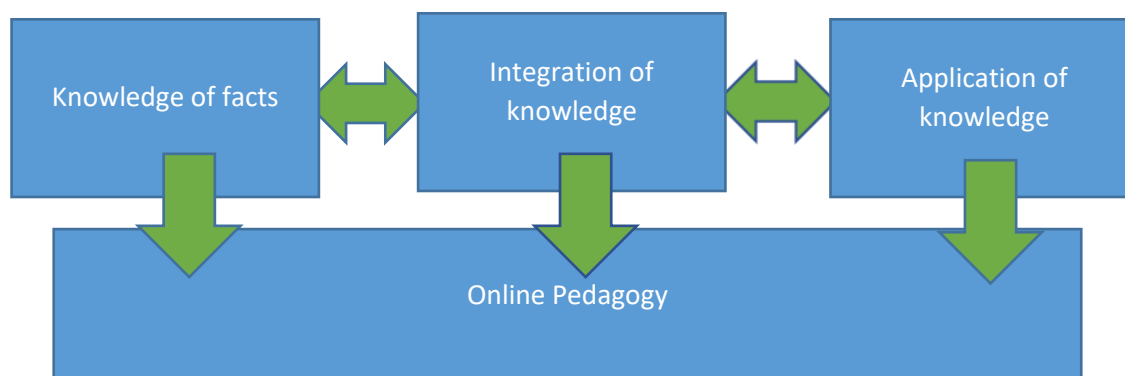 Knowledge of facts
Integration of
knowledge
Application of
knowledge
Online Pedagogy